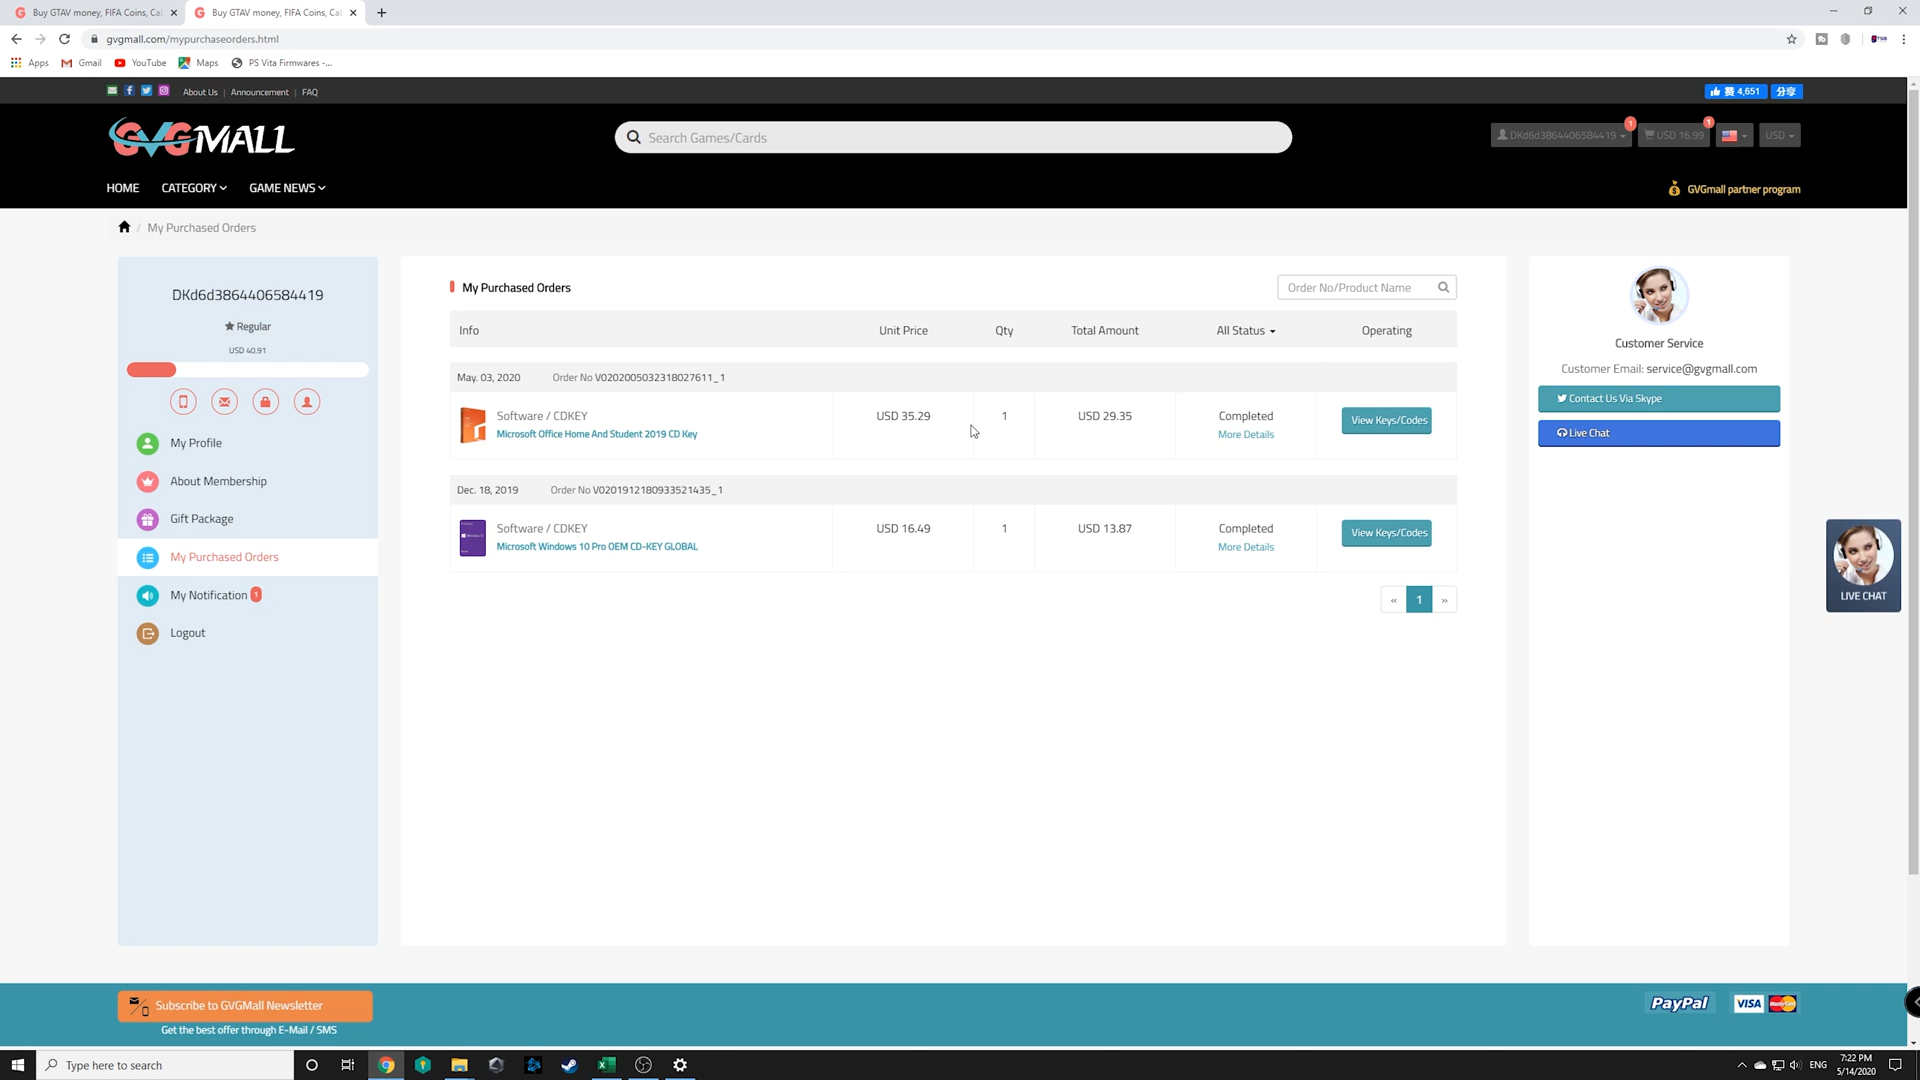 Buy GTAV money, FIFA Coins, Cal
Buy GTAV money, FIFA Coins, Cal
gvgmall.com/mypurchaseorders.html
Apps Gmail YouTube Maps PS Vita Firmwares -...
About Us | Announcement | FAQ
赞 4,651 分享
GVGMALL
Search Games/Cards
DKd6d3864406584419 1
USD 16.99 1
USD
HOME CATEGORY GAME NEWS
GVGmall partner program
/ My Purchased Orders
DKd6d3864406584419
Regular
USD 40.91
My Profile
About Membership
Gift Package
My Purchased Orders
My Notification 1
Logout
My Purchased Orders
Order No/Product Name
Info Unit Price Qty Total Amount All Status Operating
May. 03, 2020 Order No V0202005032318027611_1
Software / CDKEY USD 35.29 1 USD 29.35 Completed View Keys/Codes
Microsoft Office Home And Student 2019 CD Key More Details
Dec. 18, 2019 Order No V0201912180933521435_1
Software / CDKEY USD 16.49 1 USD 13.87 Completed View Keys/Codes
Microsoft Windows 10 Pro OEM CD-KEY GLOBAL More Details
« 1 »
Customer Service
Customer Email: service@gvgmall.com
Contact Us Via Skype
Live Chat
LIVE CHAT
Subscribe to GVGMall Newsletter
Get the best offer through E-Mail / SMS
PayPal VISA MasterCard
Type here to search
ENG
7:22 PM
5/14/2020